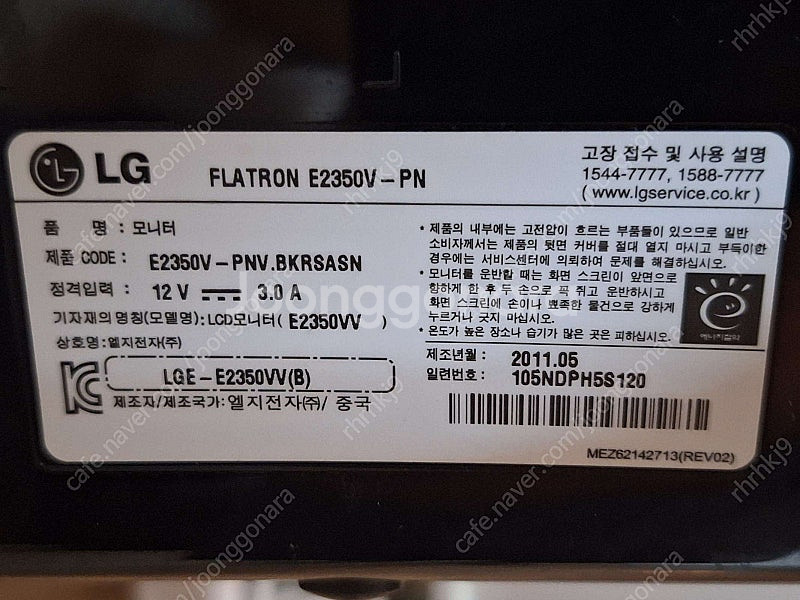 LG FLATRON E2350V-PN
고장 접수 및 사용 설명
1544-7777, 1588-7777
( www.lgservice.co.kr )
품 명 : 모니터
제품 CODE : E2350V-PNV.BKRSASN
정격입력 : 12 V ⎓ 3.0 A
기자재의명칭(모델명):LCD모니터( E2350VV )
상호명:엘지전자(주)
LGE-E2350VV(B)
제조자/제조국가:엘지전자㈜/ 중국
* 제품의 내부에는 고전압이 흐르는 부품들이 있으므로 일반
소비자께서는 제품의 뒷면 커버를 절대 열지 마시고 부득이한
경우에는 서비스센터에 의뢰하여 문제를 해결하십시오.
* 모니터를 운반할 때는 화면 스크린이 앞면으로
향하게 한 후 두 손으로 꼭 쥐고 운반하시고
화면 스크린에 손이나 뾰족한 물건으로 강하게
누르거나 긋지 마십시오.
* 온도가 높은 장소나 습기가 많은 곳은 피하십시오.
에너지절약
제조년월 : 2011.05
일련번호 : 105NDPH5S120
MEZ62142713(REV02)
Joonggonara
cafe.naver.com/joonggonara
rhrhkj9